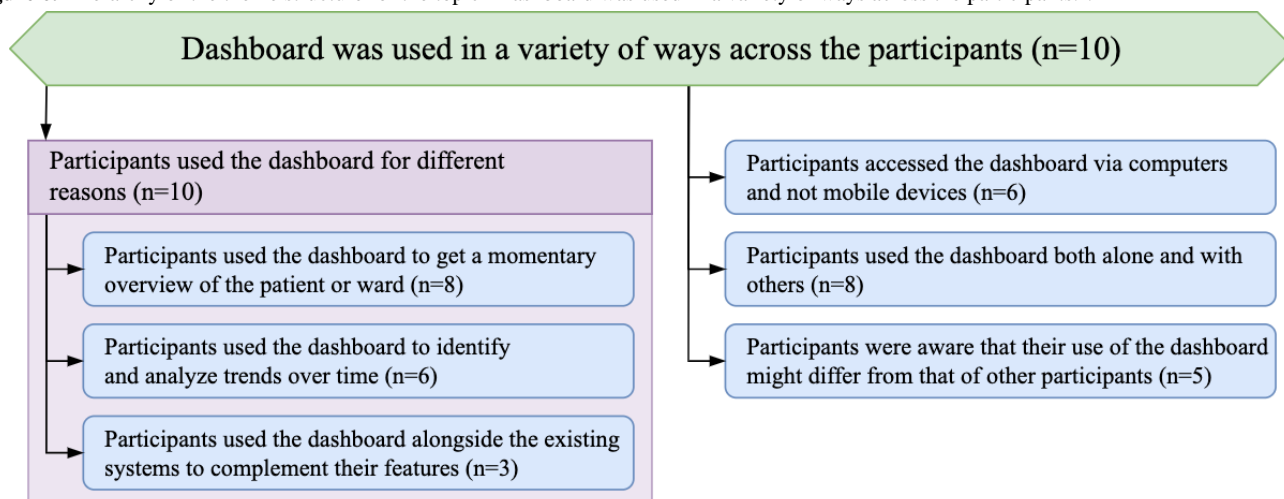 Dashboard was used in a variety of ways across the participants (n=10)
Participants used the dashboard for different
reasons (n=10)
Participants used the dashboard to get a momentary
overview of the patient or ward (n=8)
Participants used the dashboard to identify
and analyze trends over time (n=6)
Participants used the dashboard alongside the existing
systems to complement their features (n=3)
Participants accessed the dashboard via computers
and not mobile devices (n=6)
Participants used the dashboard both alone and with
others (n=8)
Participants were aware that their use of the dashboard
might differ from that of other participants (n=5)